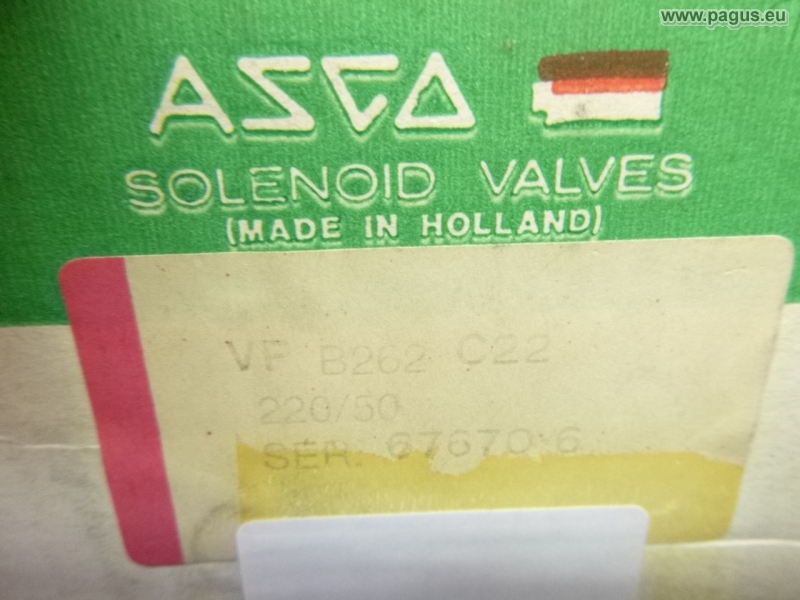 www.pagus.eu
ASCO
SOLENOID VALVES
(MADE IN HOLLAND)
VF B262 C22
220/50
SER. 67670 6